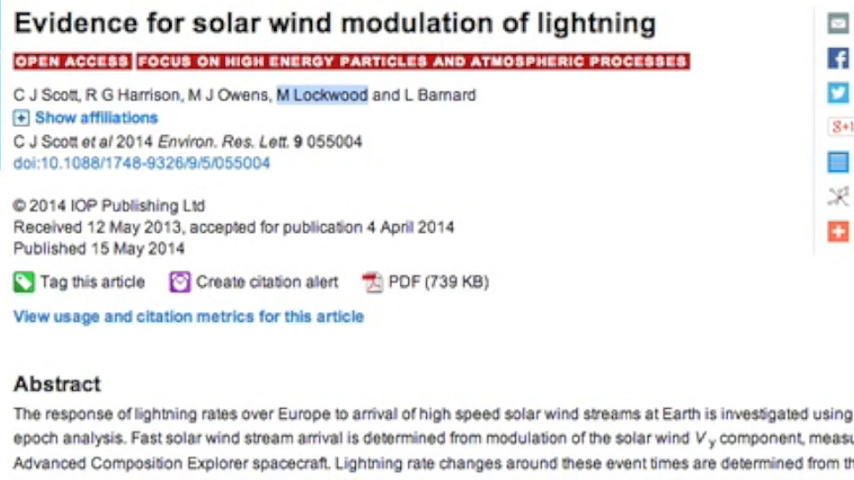 Evidence for solar wind modulation of lightning
OPEN ACCESS FOCUS ON HIGH ENERGY PARTICLES AND ATMOSPHERIC PROCESSES
C J Scott, R G Harrison, M J Owens, M Lockwood and L Barnard
Show affiliations
C J Scott et al 2014 Environ. Res. Lett. 9 055004
doi:10.1088/1748-9326/9/5/055004
© 2014 IOP Publishing Ltd
Received 12 May 2013, accepted for publication 4 April 2014
Published 15 May 2014
Tag this article Create citation alert PDF (739 KB)
View usage and citation metrics for this article
Abstract
The response of lightning rates over Europe to arrival of high speed solar wind streams at Earth is investigated using
epoch analysis. Fast solar wind stream arrival is determined from modulation of the solar wind V y component, measu
Advanced Composition Explorer spacecraft. Lightning rate changes around these event times are determined from th